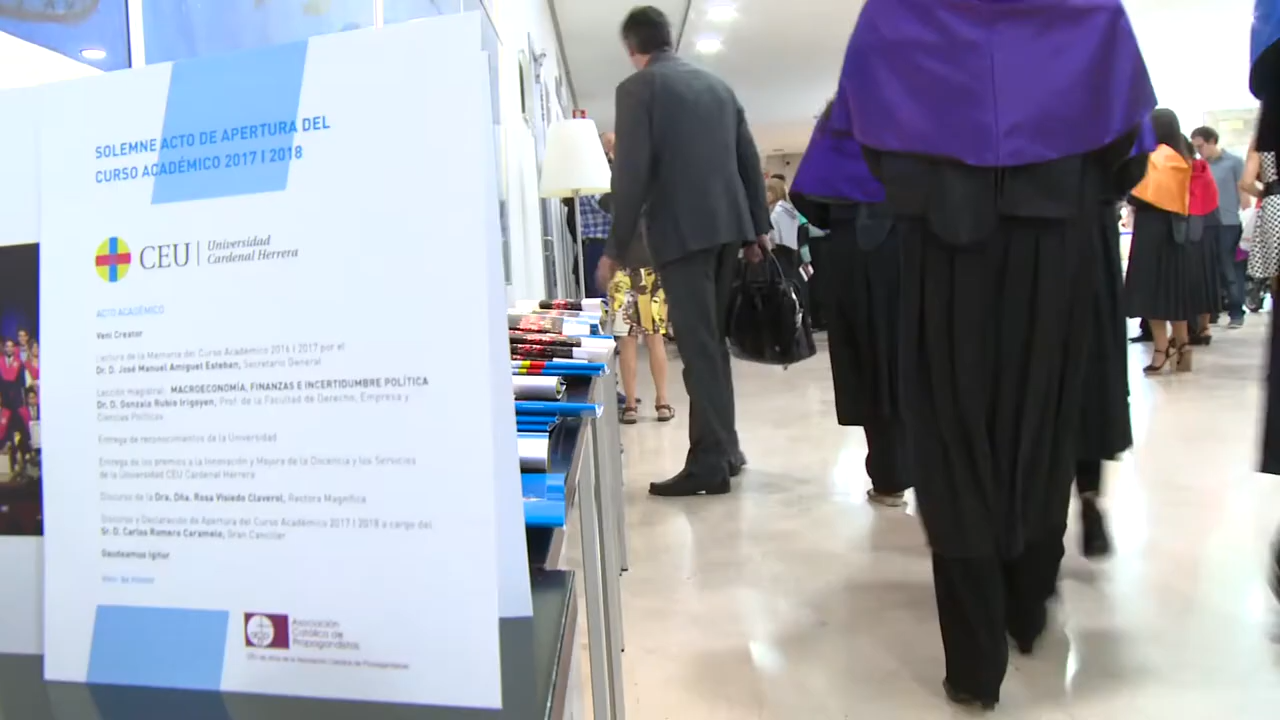 SOLEMNE ACTO DE APERTURA DEL
CURSO ACADÉMICO 2017 | 2018
CEU | Universidad
Cardenal Herrera
ACTO ACADÉMICO
Veni Creator
Lectura de la Memoria del Curso Académico 2016 | 2017 por el
Dr. D. José Manuel Amiguet Esteban, Secretario General
Lección magistral: MACROECONOMÍA, FINANZAS E INCERTIDUMBRE POLÍTICA
Dr. D. Gonzalo Rubio Irigoyen, Prof. de la Facultad de Derecho, Empresa y
Ciencias Políticas
Entrega de reconocimientos de la Universidad
Entrega de los premios a la Innovación y Mejora de la Docencia y los Servicios
de la Universidad CEU Cardenal Herrera
Discurso de la Dra. Dña. Rosa Visiedo Claverol, Rectora Magnífica
Discurso y Declaración de Apertura del Curso Académico 2017 | 2018 a cargo del
Sr. D. Carlos Romero Caramelo, Gran Canciller
Gaudeamus Igitur
acdp
Asociación
Católica de
Propagandistas